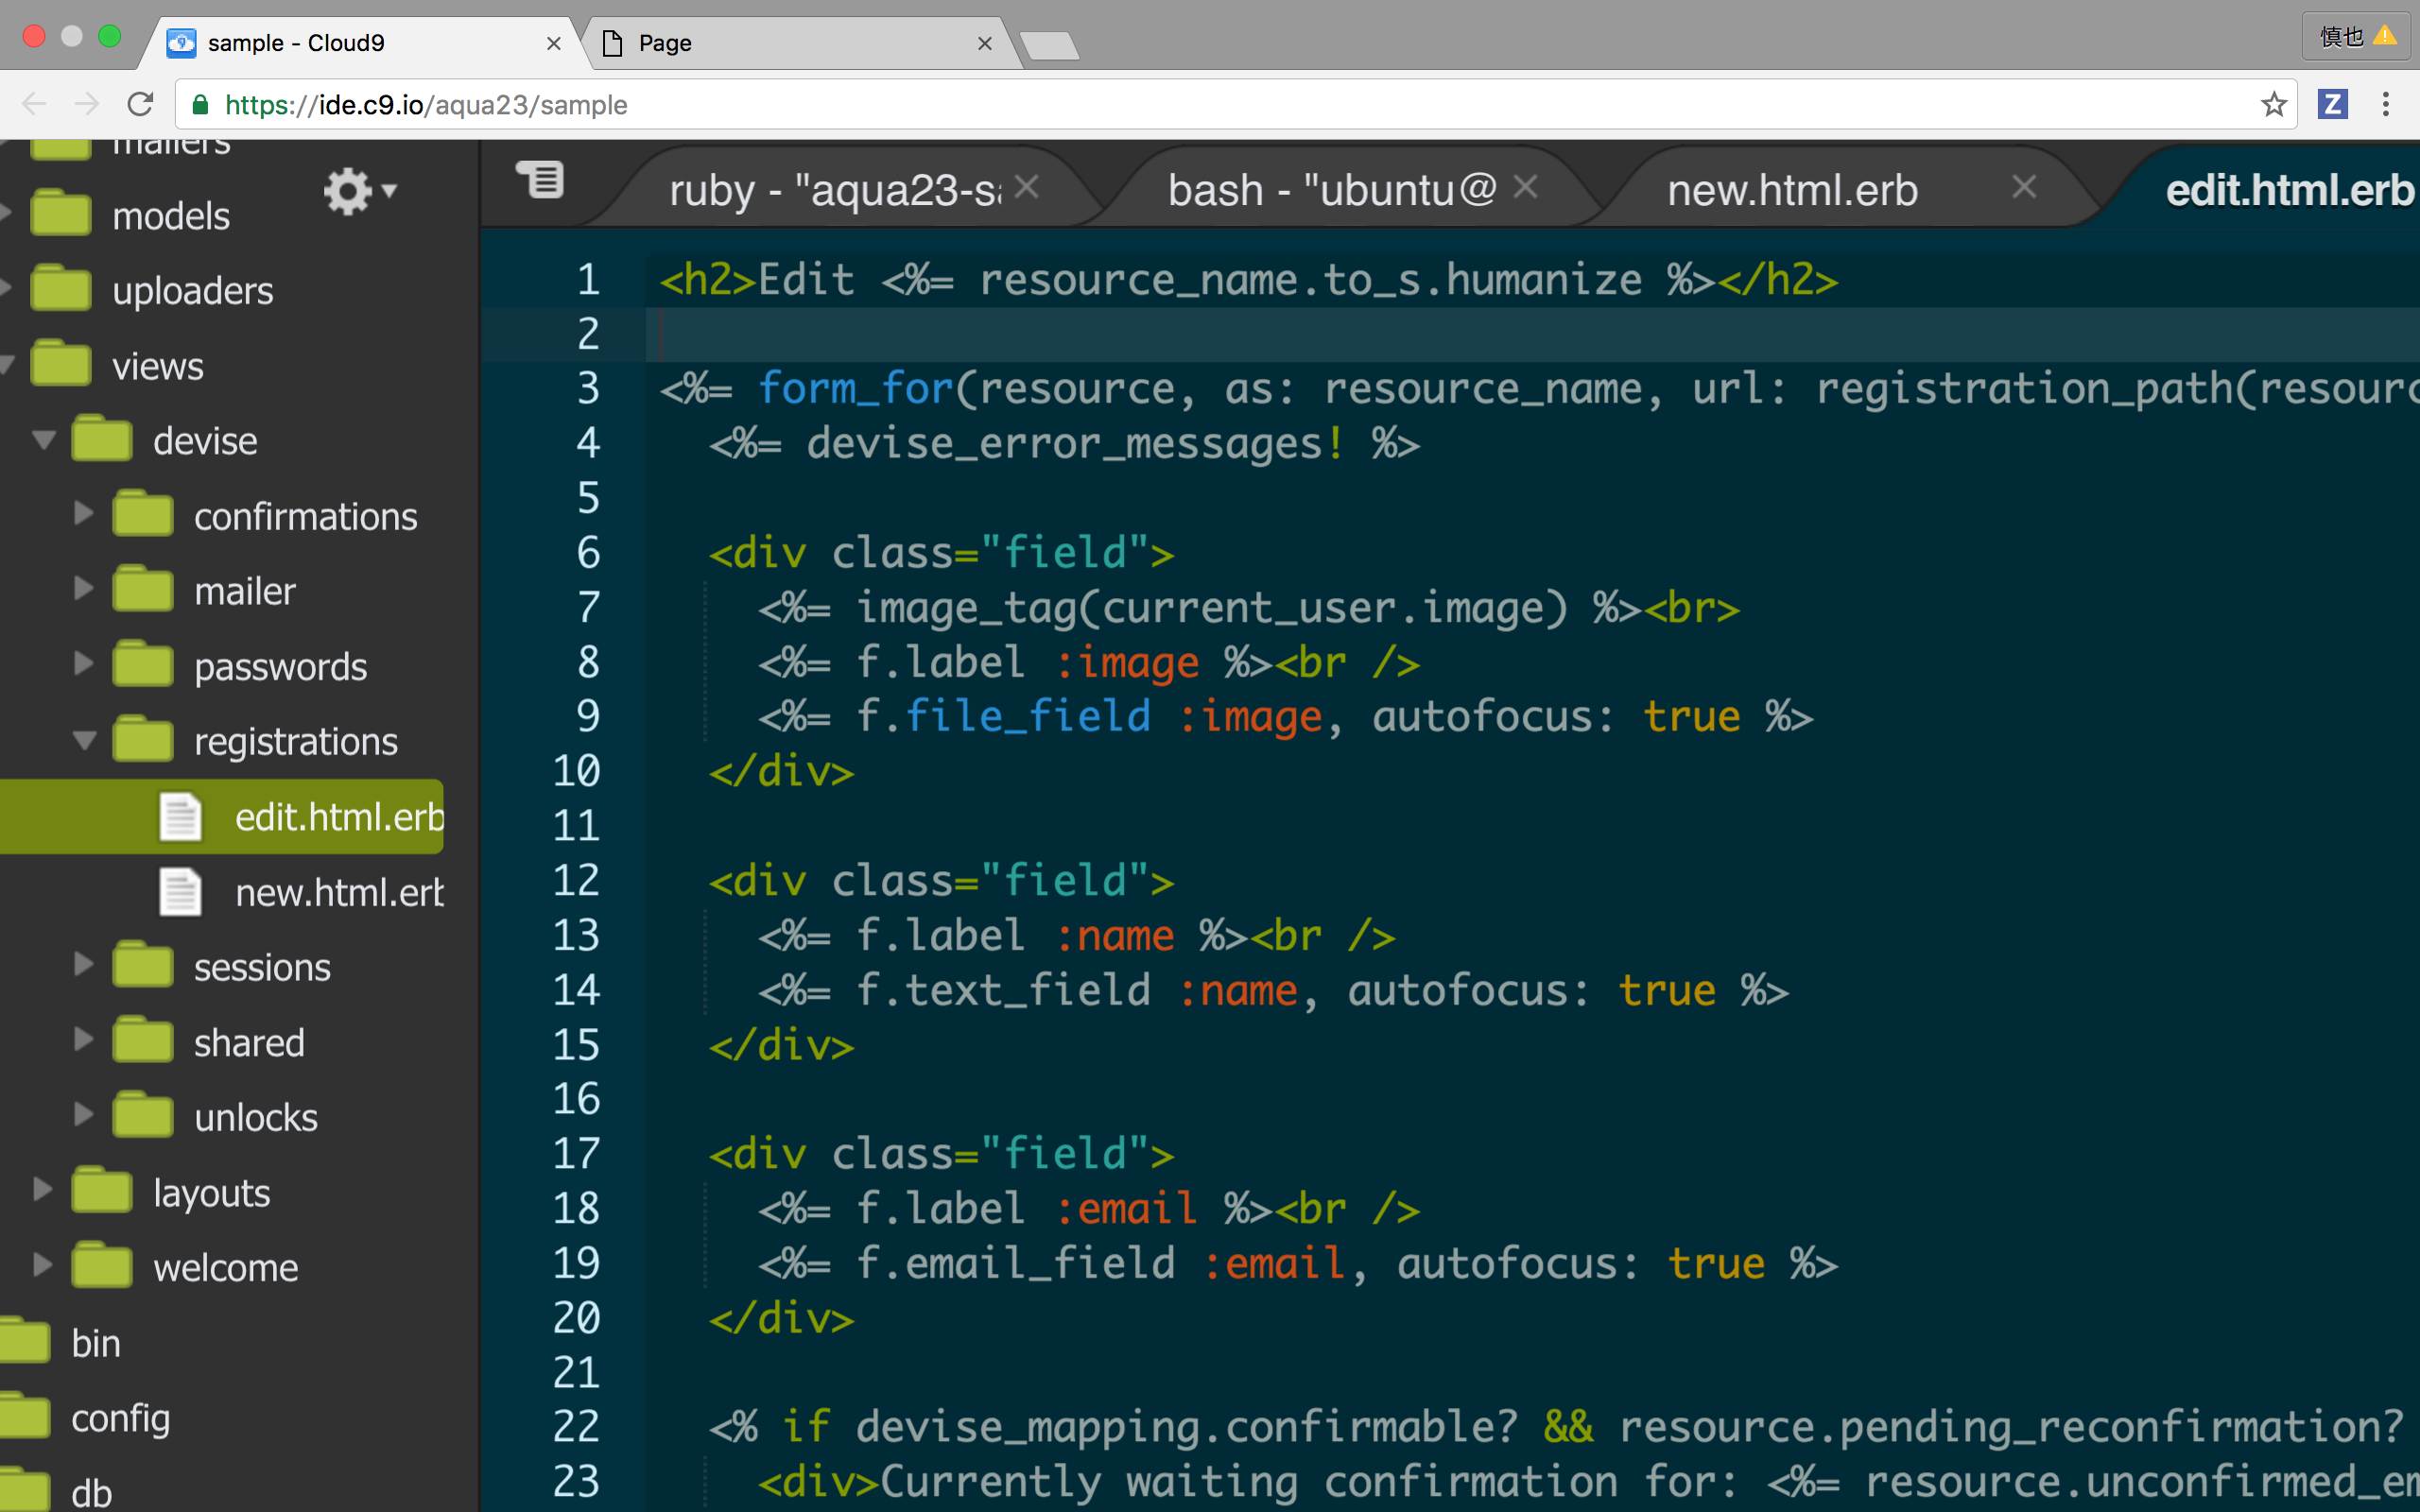 sample - Cloud9
Page
慎也
https://ide.c9.io/aqua23/sample
Z
mailers
models
uploaders
views
devise
confirmations
mailer
passwords
registrations
edit.html.erb
new.html.erb
sessions
shared
unlocks
layouts
welcome
bin
config
db
ruby - "aqua23-sa
bash - "ubuntu@
new.html.erb
edit.html.erb
1 <h2>Edit <%= resource_name.to_s.humanize %></h2>
2
3 <%= form_for(resource, as: resource_name, url: registration_path(resourc
4 <%= devise_error_messages! %>
5
6 <div class="field">
7 <%= image_tag(current_user.image) %><br>
8 <%= f.label :image %><br />
9 <%= f.file_field :image, autofocus: true %>
10 </div>
11
12 <div class="field">
13 <%= f.label :name %><br />
14 <%= f.text_field :name, autofocus: true %>
15 </div>
16
17 <div class="field">
18 <%= f.label :email %><br />
19 <%= f.email_field :email, autofocus: true %>
20 </div>
21
22 <% if devise_mapping.confirmable? && resource.pending_reconfirmation?
23 <div>Currently waiting confirmation for: <%= resource.unconfirmed_em